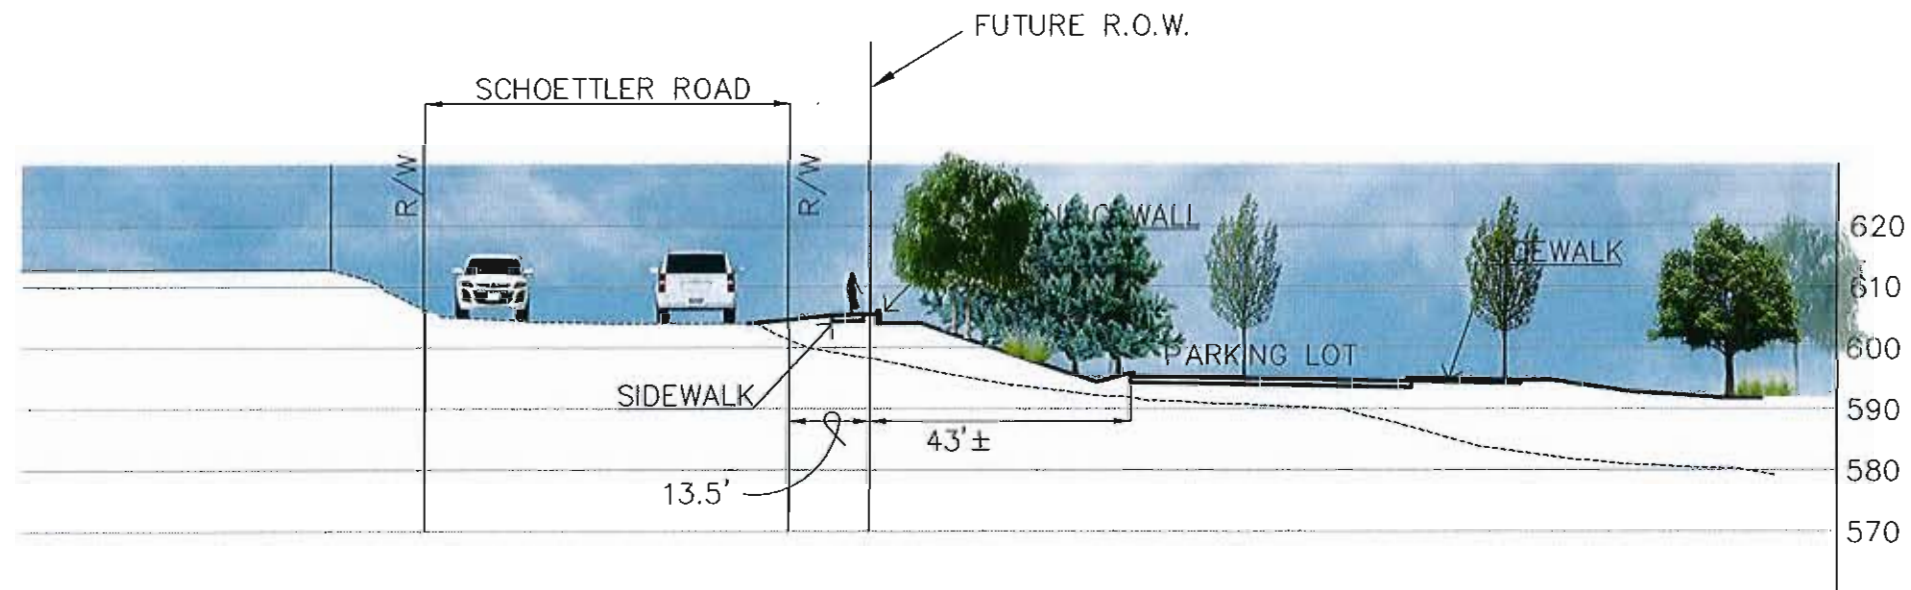 FUTURE R.O.W.
SCHOETTLER ROAD
R/W
R/W
WALL
620
SIDEWALK
610
PARKING LOT
600
SIDEWALK
590
43'±
580
13.5'
570